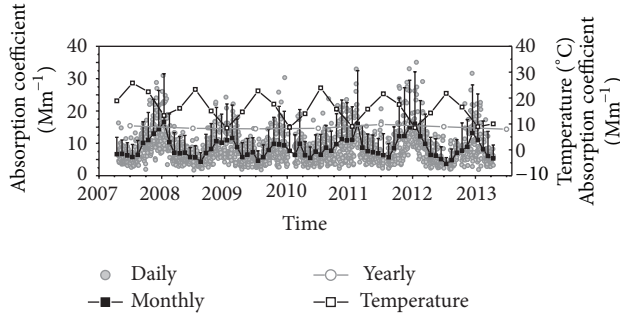 Absorption coefficient
(Mm−1)
40
30
20
10
0
40
30
20
10
0
−10
Temperature (°C)
Absorption coefficient
(Mm−1)
2007 2008 2009 2010 2011 2012 2013
Time
Daily
Yearly
Monthly
Temperature